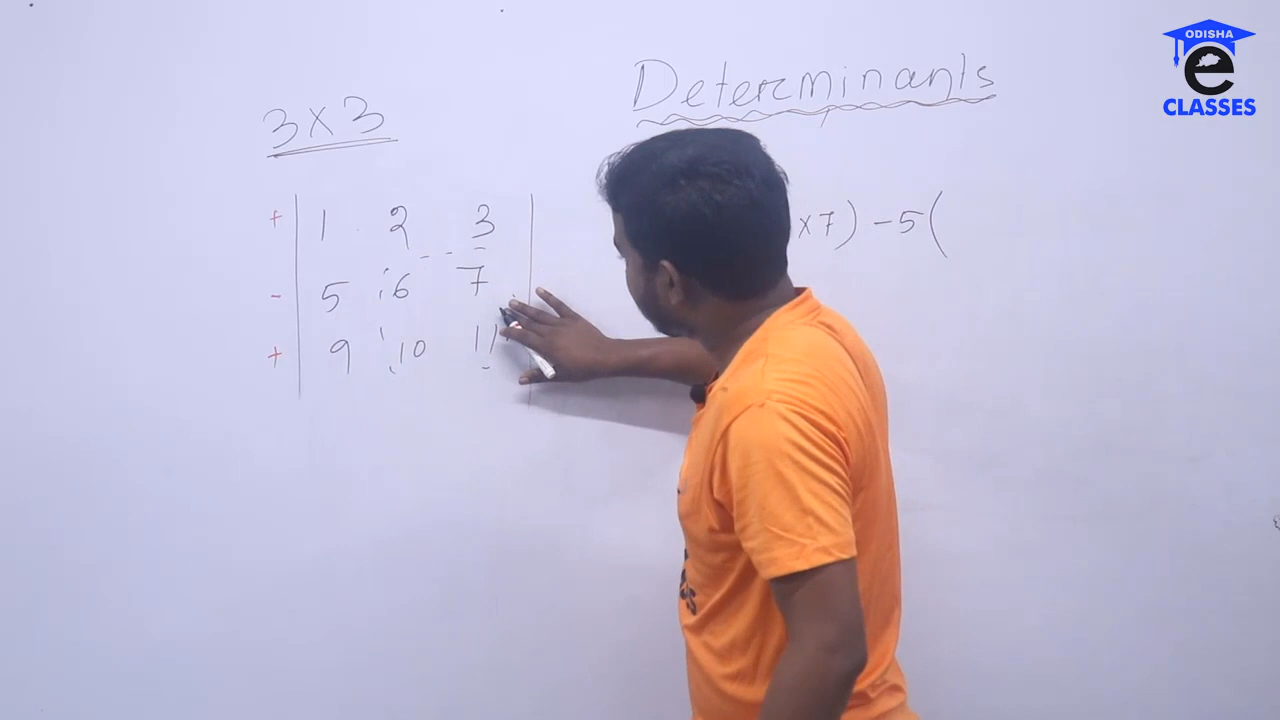 ODISHA
e
CLASSES
Determinants
3x3
+ | 1 2 3 |
- | 5 6 7 |
+ | 9 10 11 |
x7) -5(